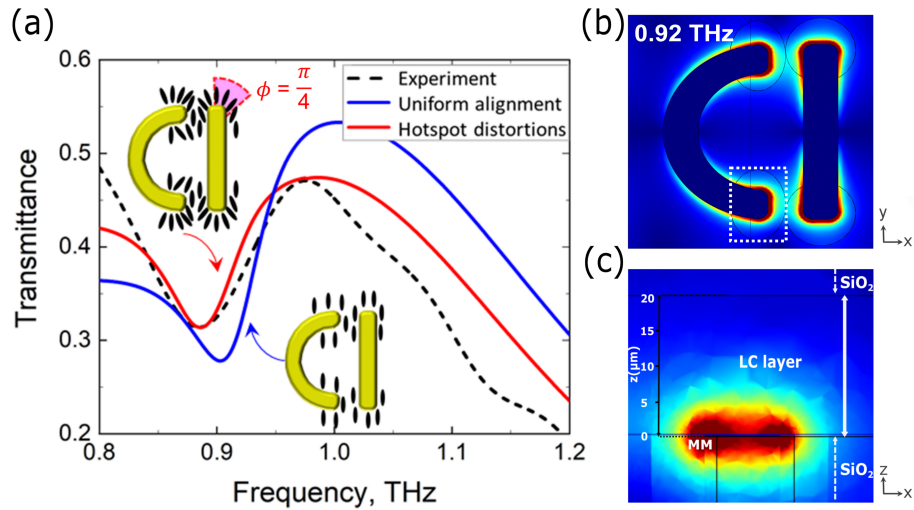 (a)
0.6
0.5
0.4
0.3
0.2
0.8
0.9
1.0
1.1
1.2
Transmittance
Frequency, THz
ϕ = π/4
Experiment
Uniform alignment
Hotspot distortions
(b)
0.92 THz
y
x
(c)
SiO2
20
15
10
5
0
z(μm)
LC layer
MM
SiO2
z
x